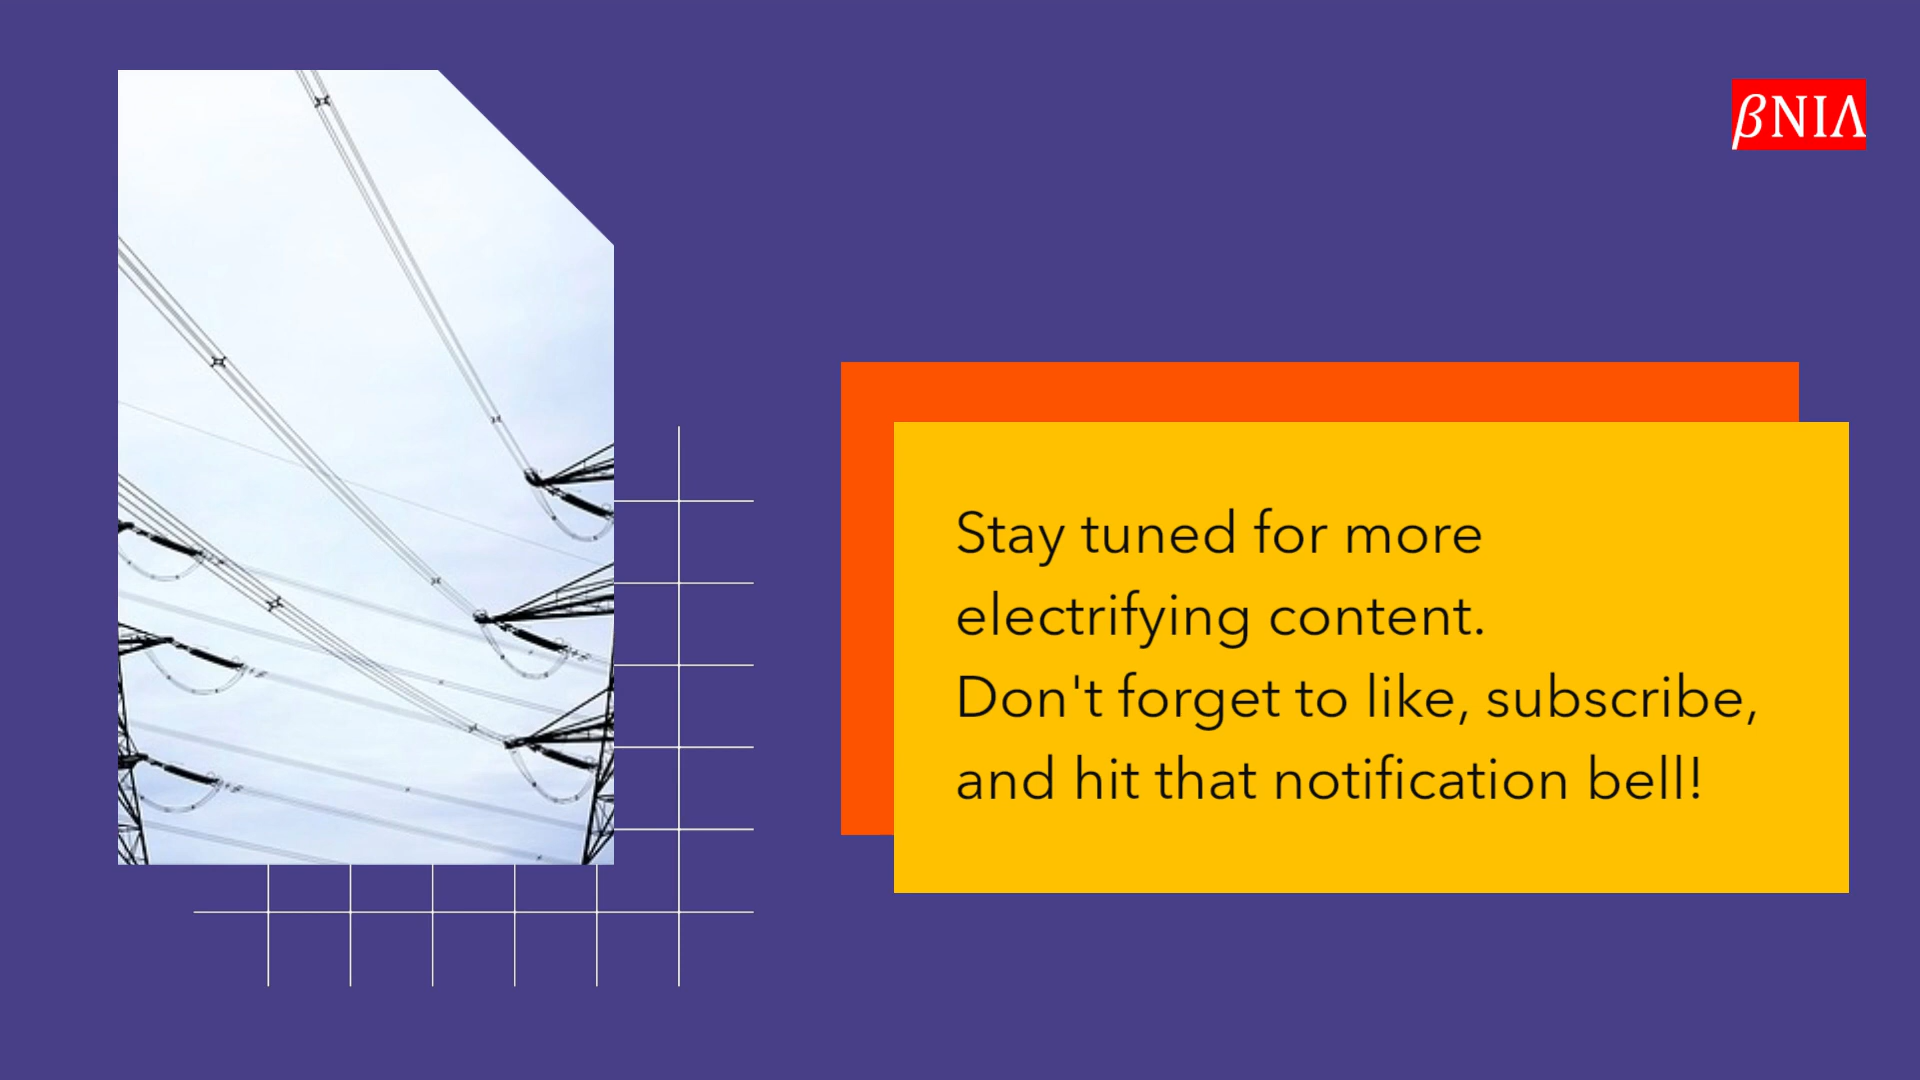 βNIΛ
Stay tuned for more
electrifying content.
Don't forget to like, subscribe,
and hit that notification bell!